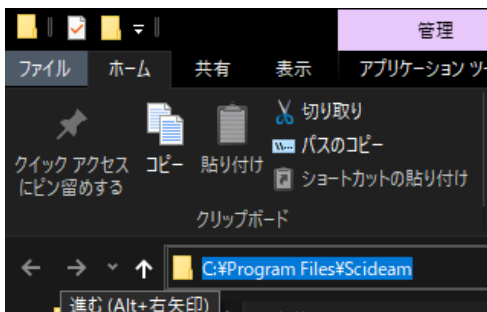 管理
ファイル ホーム 共有 表示 アプリケーション ツー
切り取り
パスのコピー
クイック アクセス
にピン留めする
コピー 貼り付け
ショートカットの貼り付け
クリップボード
C:¥Program Files¥Scideam
進む (Alt+右矢印)